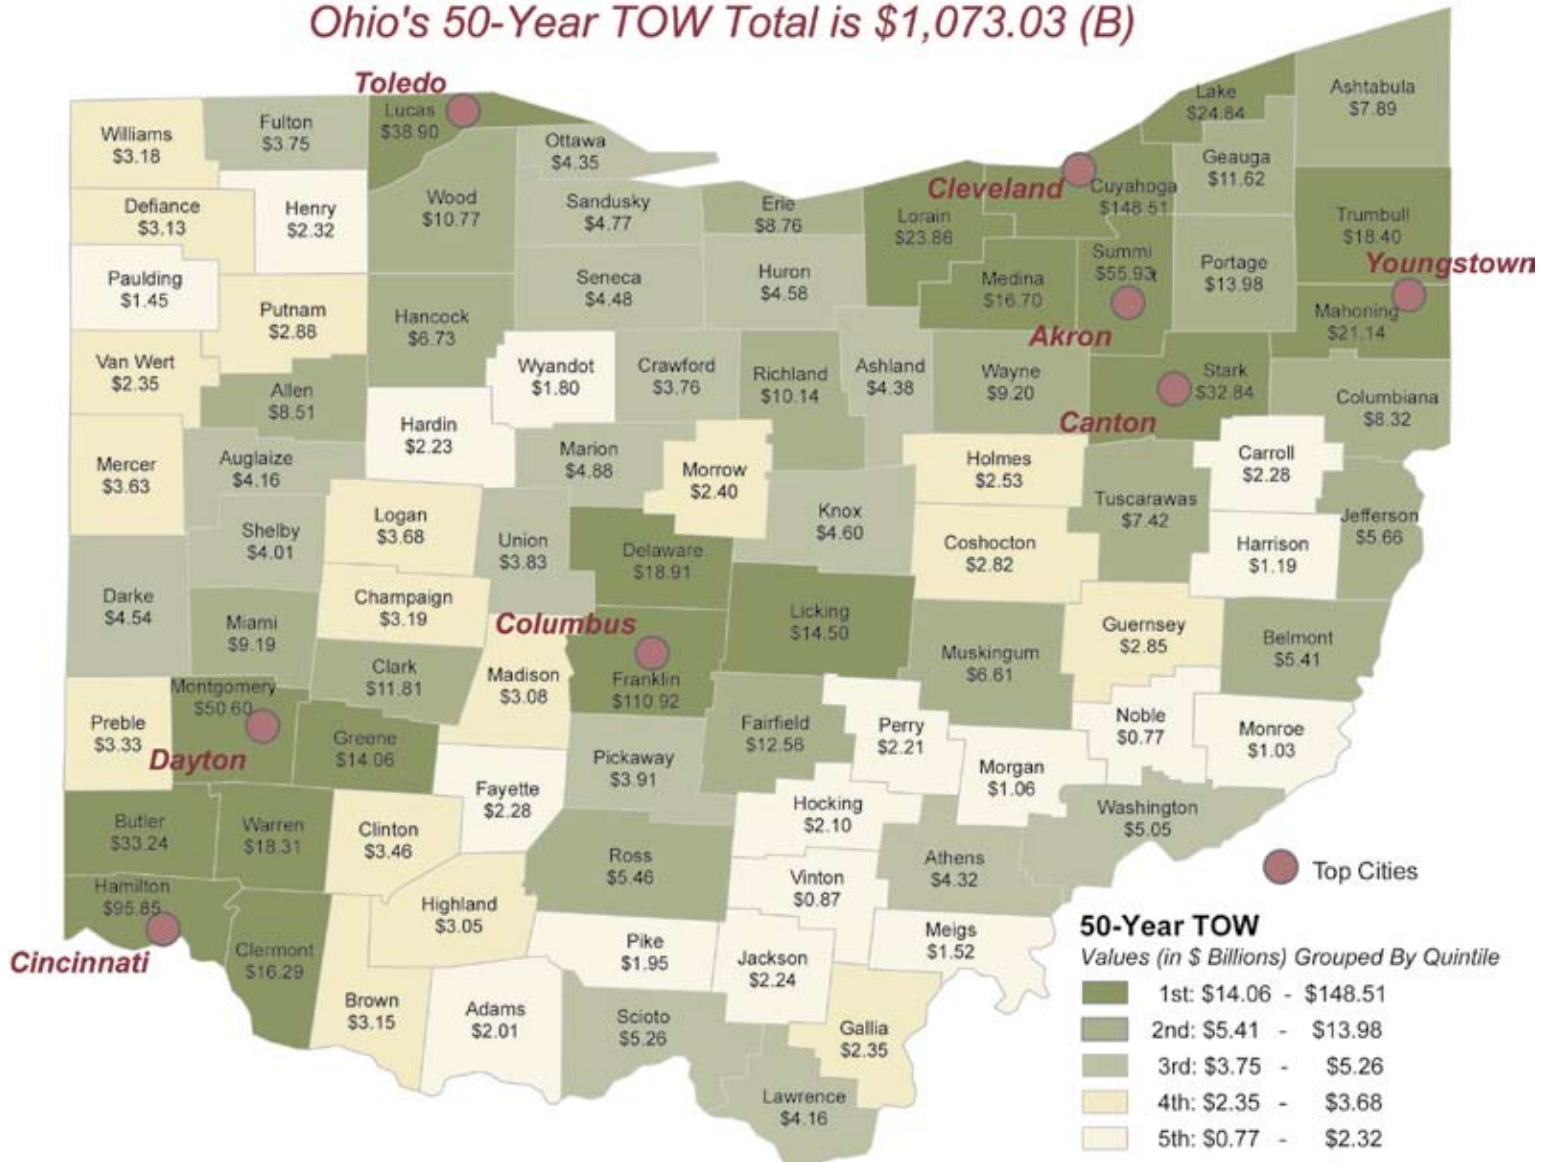 Ohio's 50-Year TOW Total is $1,073.03 (B)
Toledo
Lucas
$38.90
Williams
$3.18
Fulton
$3.75
Ottawa
$4.35
Lake
$24.84
Ashtabula
$7.89
Geauga
$11.62
Cleveland
Cuyahoga
$148.51
Defiance
$3.13
Henry
$2.32
Wood
$10.77
Sandusky
$4.77
Erie
$8.76
Lorain
$23.86
Trumbull
$18.40
Youngstown
Paulding
$1.45
Seneca
$4.48
Huron
$4.58
Medina
$16.70
Summi
$55.93
Portage
$13.98
Mahoning
$21.14
Akron
Putnam
$2.88
Hancock
$6.73
Van Wert
$2.35
Allen
$8.51
Wyandot
$1.80
Crawford
$3.76
Richland
$10.14
Ashland
$4.38
Wayne
$9.20
Stark
$32.84
Canton
Columbiana
$8.32
Hardin
$2.23
Mercer
$3.63
Auglaize
$4.16
Marion
$4.88
Morrow
$2.40
Holmes
$2.53
Carroll
$2.28
Tuscarawas
$7.42
Jefferson
$5.66
Shelby
$4.01
Logan
$3.68
Union
$3.83
Delaware
$18.91
Knox
$4.60
Coshocton
$2.82
Harrison
$1.19
Darke
$4.54
Miami
$9.19
Champaign
$3.19
Columbus
Licking
$14.50
Muskingum
$6.61
Guernsey
$2.85
Belmont
$5.41
Clark
$11.81
Madison
$3.08
Franklin
$110.92
Montgomery
$50.60
Dayton
Preble
$3.33
Greene
$14.06
Pickaway
$3.91
Fairfield
$12.56
Perry
$2.21
Noble
$0.77
Monroe
$1.03
Morgan
$1.06
Fayette
$2.28
Hocking
$2.10
Washington
$5.05
Butler
$33.24
Warren
$18.31
Clinton
$3.46
Ross
$5.46
Vinton
$0.87
Athens
$4.32
Hamilton
$95.85
Cincinnati
Clermont
$16.29
Highland
$3.05
Pike
$1.95
Jackson
$2.24
Meigs
$1.52
Brown
$3.15
Adams
$2.01
Scioto
$5.26
Gallia
$2.35
Lawrence
$4.16
Top Cities
50-Year TOW
Values (in $ Billions) Grouped By Quintile
1st: $14.06 - $148.51
2nd: $5.41 - $13.98
3rd: $3.75 - $5.26
4th: $2.35 - $3.68
5th: $0.77 - $2.32